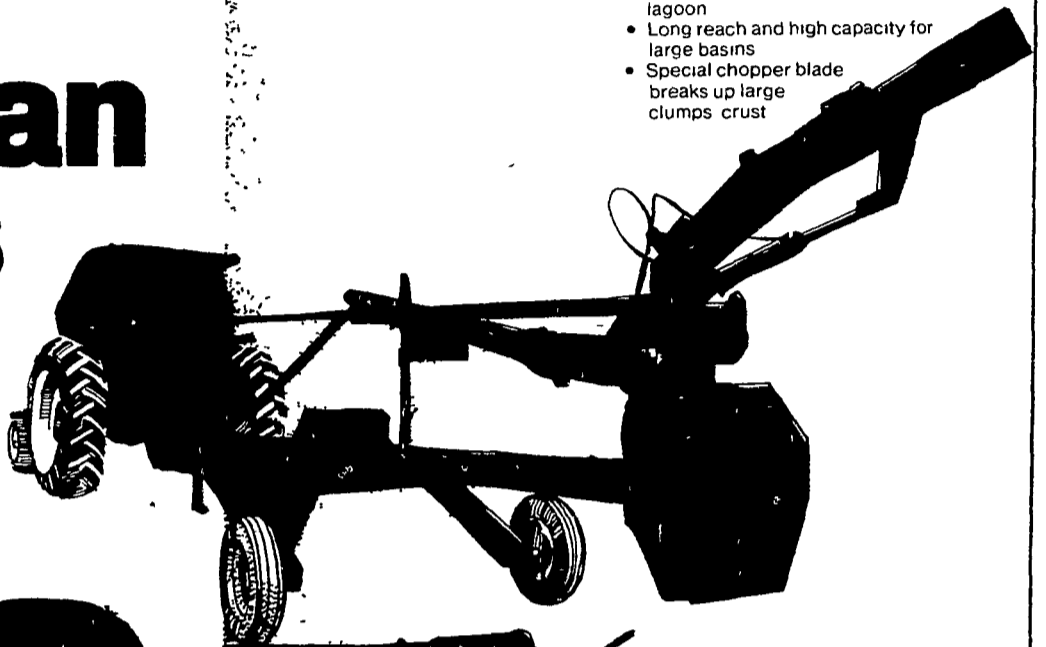 lagoon
• Long reach and high capacity for
large basins
• Special chopper blade
breaks up large
clumps crust
an